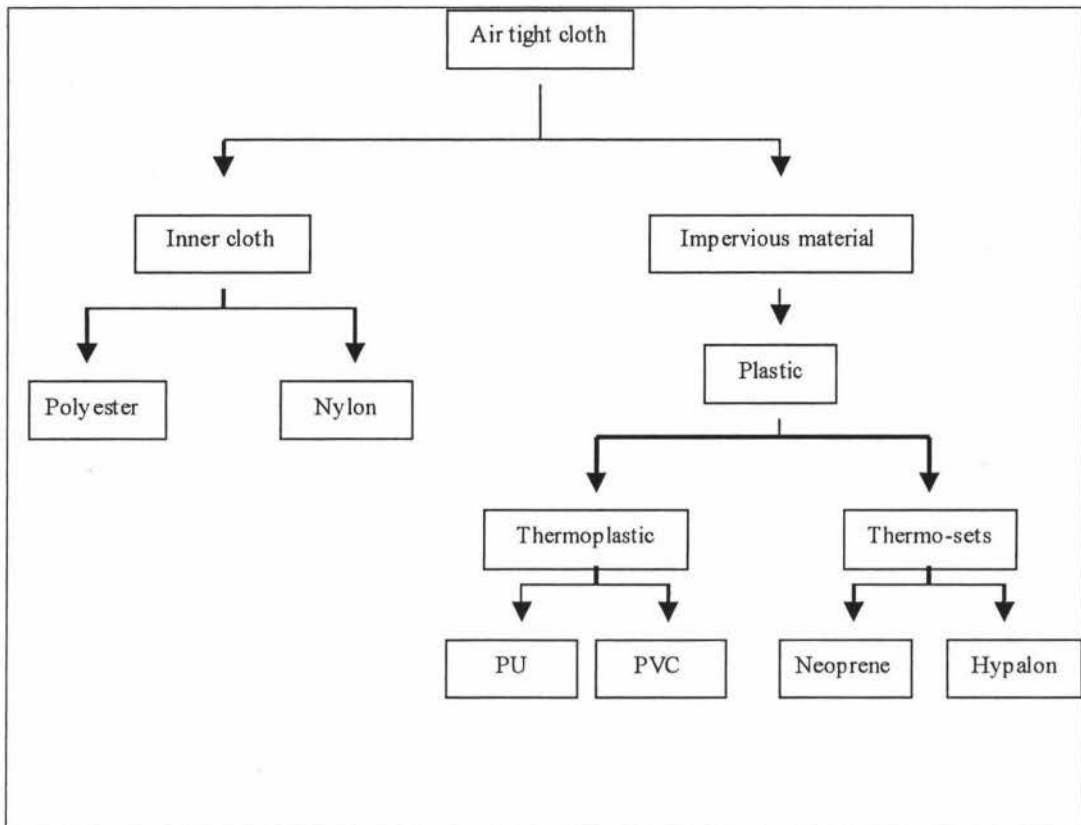 Air tight cloth
Inner cloth
Impervious material
Plastic
Polyester
Nylon
Thermoplastic
Thermo-sets
PU
PVC
Neoprene
Hypalon